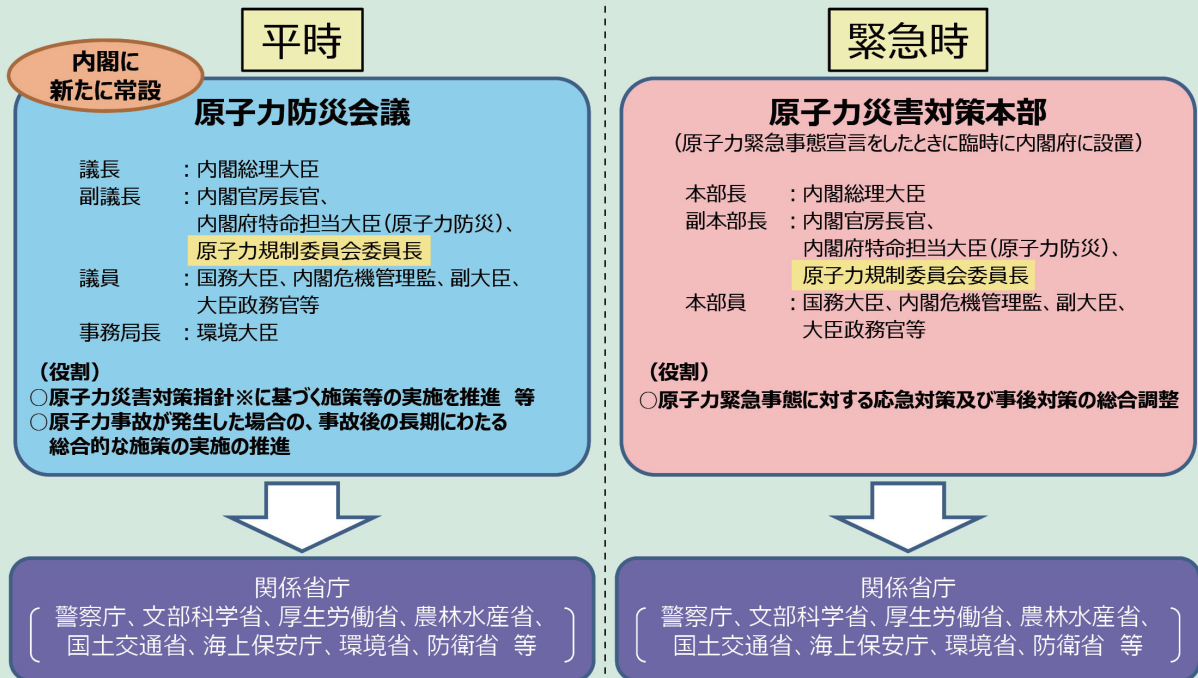 平時
内閣に
新たに常設
原子力防災会議
議長 :内閣総理大臣
副議長 :内閣官房長官、
内閣府特命担当大臣(原子力防災)、
原子力規制委員会委員長
議員 :国務大臣、内閣危機管理監、副大臣、
大臣政務官等
事務局長 :環境大臣
(役割)
○原子力災害対策指針※に基づく施策等の実施を推進 等
○原子力事故が発生した場合の、事故後の長期にわたる
総合的な施策の実施の推進
関係省庁
警察庁、文部科学省、厚生労働省、農林水産省、
国土交通省、海上保安庁、環境省、防衛省 等
緊急時
原子力災害対策本部
(原子力緊急事態宣言をしたときに臨時に内閣府に設置)
本部長 :内閣総理大臣
副本部長 :内閣官房長官、
内閣府特命担当大臣(原子力防災)、
原子力規制委員会委員長
本部員 :国務大臣、内閣危機管理監、副大臣、
大臣政務官等
(役割)
○原子力緊急事態に対する応急対策及び事後対策の総合調整
関係省庁
警察庁、文部科学省、厚生労働省、農林水産省、
国土交通省、海上保安庁、環境省、防衛省 等